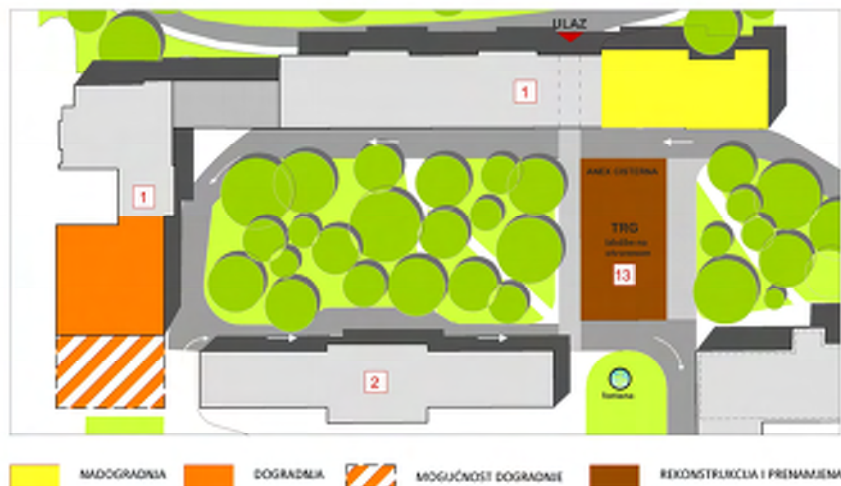 ULAZ
1
1
ANEX CISTERNA
TRG
13
2
fontana
NADOGRADNJA
DOGRADNJA
MOGUĆNOST DOGRADNJE
REKONSTRUKCIJA I PRENAMJENA